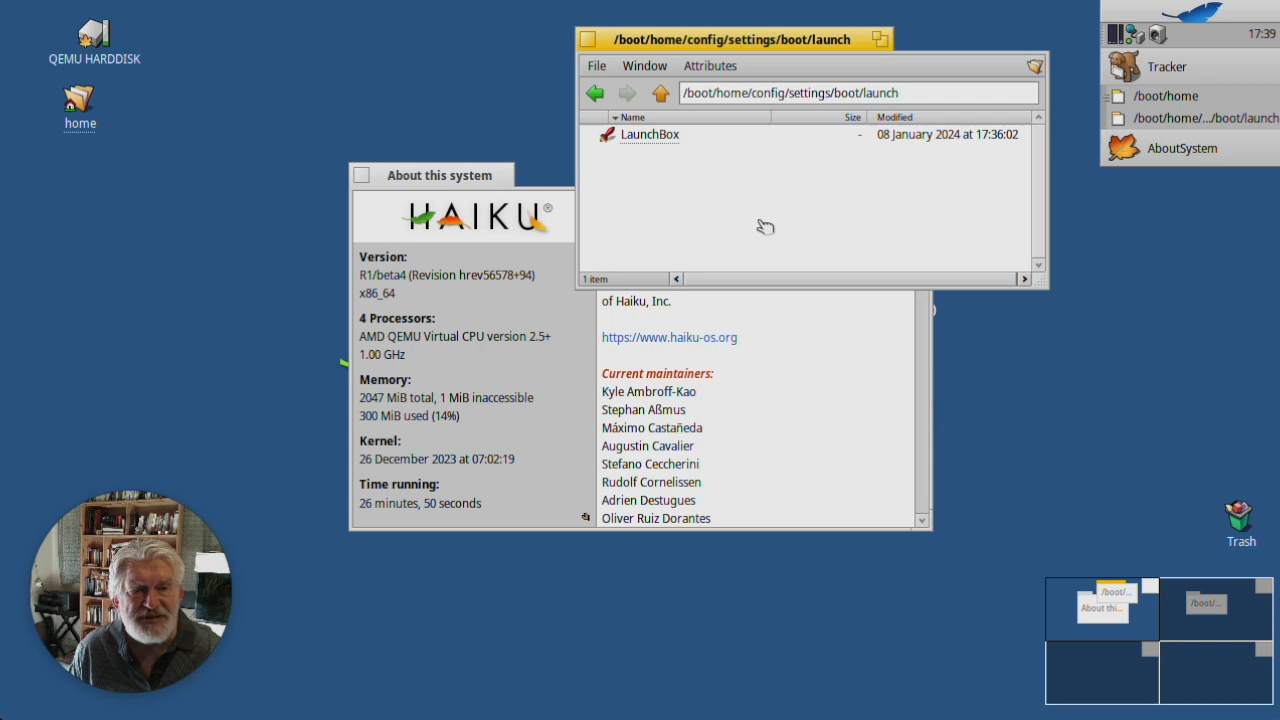 QEMU HARDDISK
home
/boot/home/config/settings/boot/launch
File Window Attributes
/boot/home/config/settings/boot/launch
Name Size Modified
LaunchBox - 08 January 2024 at 17:36:02
1 item
About this system
HAIKU®
Version:
R1/beta4 (Revision hrev56578+94)
x86_64
4 Processors:
AMD QEMU Virtual CPU version 2.5+
1.00 GHz
Memory:
2047 MiB total, 1 MiB inaccessible
300 MiB used (14%)
Kernel:
26 December 2023 at 07:02:19
Time running:
26 minutes, 50 seconds
of Haiku, Inc.
https://www.haiku-os.org
Current maintainers:
Kyle Ambroff-Kao
Stephan Aßmus
Máximo Castañeda
Augustin Cavalier
Stefano Ceccherini
Rudolf Cornelissen
Adrien Destugues
Oliver Ruiz Dorantes
17:39
Tracker
/boot/home
/boot/home/.../boot/launch
AboutSystem
Trash
/boot/...
About thi...
/boot/...